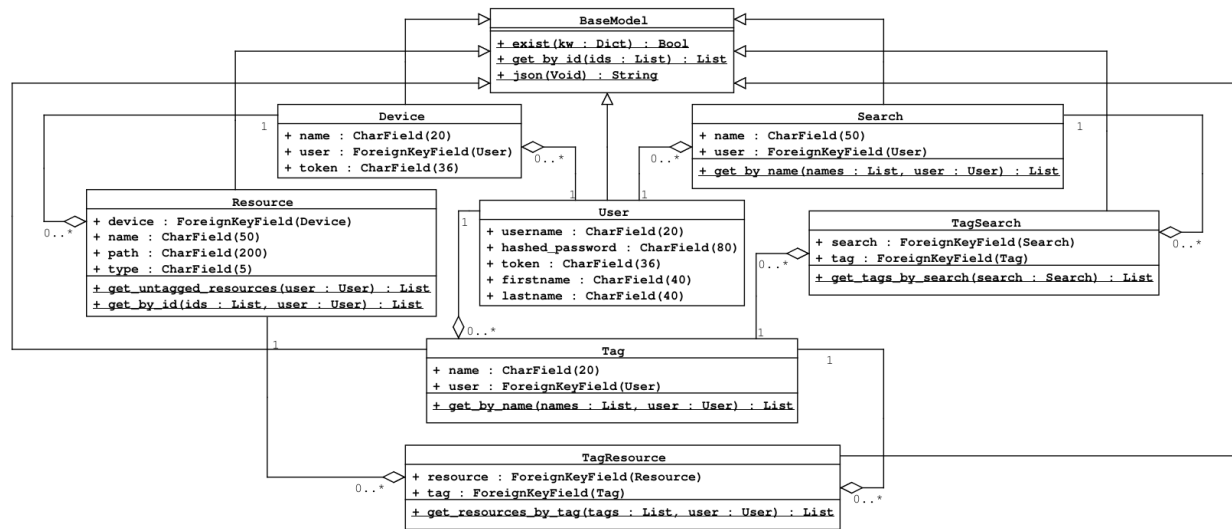 BaseModel
+ exist(kw : Dict) : Bool
+ get_by_id(ids : List) : List
+ json(Void) : String
Device
+ name : CharField(20)
+ user : ForeignKeyField(User)
+ token : CharField(36)
1
0..*
1
Search
+ name : CharField(50)
+ user : ForeignKeyField(User)
+ get_by_name(names : List, user : User) : List
1
0..*
1
0..*
Resource
+ device : ForeignKeyField(Device)
+ name : CharField(50)
+ path : CharField(200)
+ type : CharField(5)
+ get_untagged_resources(user : User) : List
+ get_by_id(ids : List, user : User) : List
0..*
1
User
+ username : CharField(20)
+ hashed_password : CharField(80)
+ token : CharField(36)
+ firstname : CharField(40)
+ lastname : CharField(40)
1
0..*
TagSearch
+ search : ForeignKeyField(Search)
+ tag : ForeignKeyField(Tag)
+ get_tags_by_search(search : Search) : List
0..*
1
Tag
+ name : CharField(20)
+ user : ForeignKeyField(User)
+ get_by_name(names : List, user : User) : List
1
TagResource
+ resource : ForeignKeyField(Resource)
+ tag : ForeignKeyField(Tag)
+ get_resources_by_tag(tags : List, user : User) : List
0..*
0..*